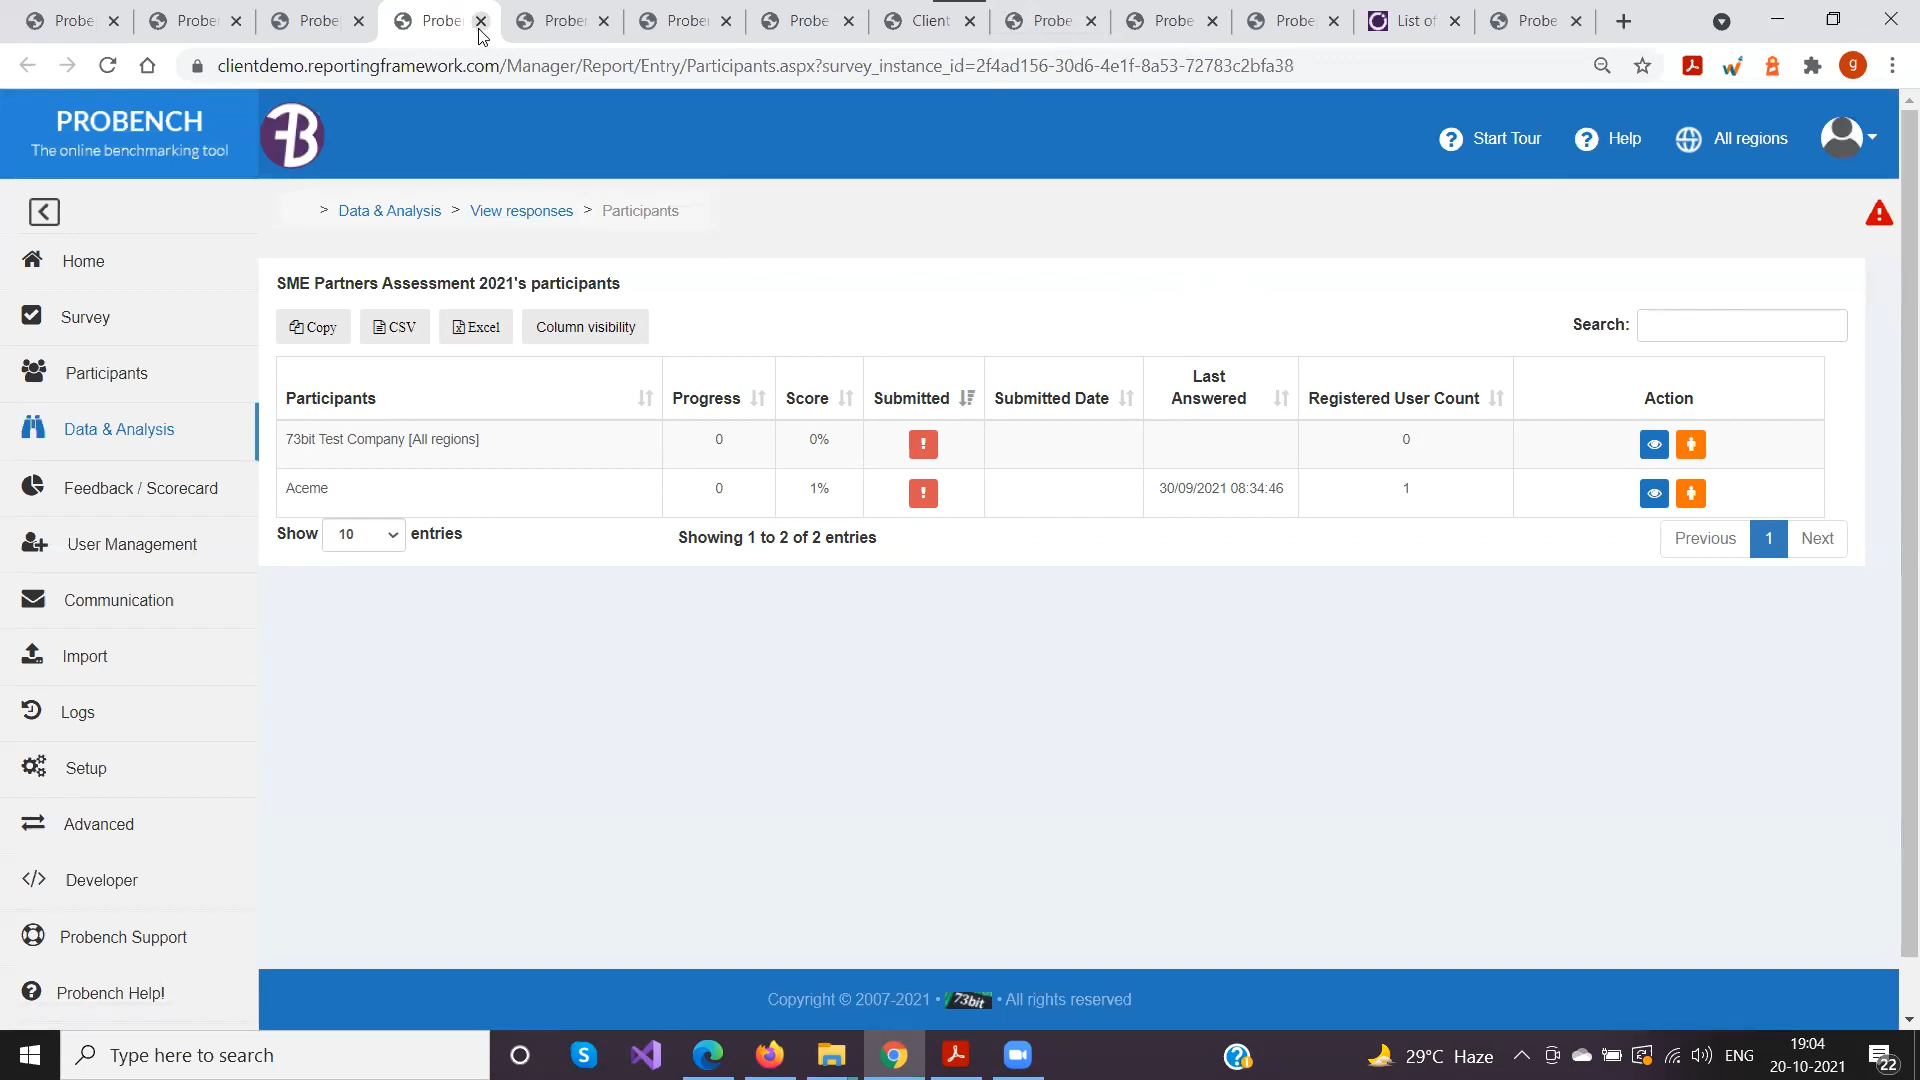 Probe
Prober
Probe
Prober
Prober
Prober
Probe
Client
Probe
Probe
Probe
List of
Probe
clientdemo.reportingframework.com/Manager/Report/Entry/Participants.aspx?survey_instance_id=2f4ad156-30d6-4e1f-8a53-72783c2bfa38
g
PROBENCH
The online benchmarking tool
Start Tour
Help
All regions
> Data & Analysis > View responses > Participants
Home
Survey
Participants
Data & Analysis
Feedback / Scorecard
User Management
Communication
Import
Logs
Setup
Advanced
Developer
Probench Support
Probench Help!
SME Partners Assessment 2021's participants
Copy CSV Excel Column visibility
Search:
Participants Progress Score Submitted Submitted Date Last Answered Registered User Count Action
73bit Test Company [All regions] 0 0% 0
Aceme 0 1% 30/09/2021 08:34:46 1
Show 10 entries
Showing 1 to 2 of 2 entries
Previous 1 Next
Copyright © 2007-2021 • 73bit • All rights reserved
Type here to search
29°C Haze
ENG
19:04
20-10-2021
22